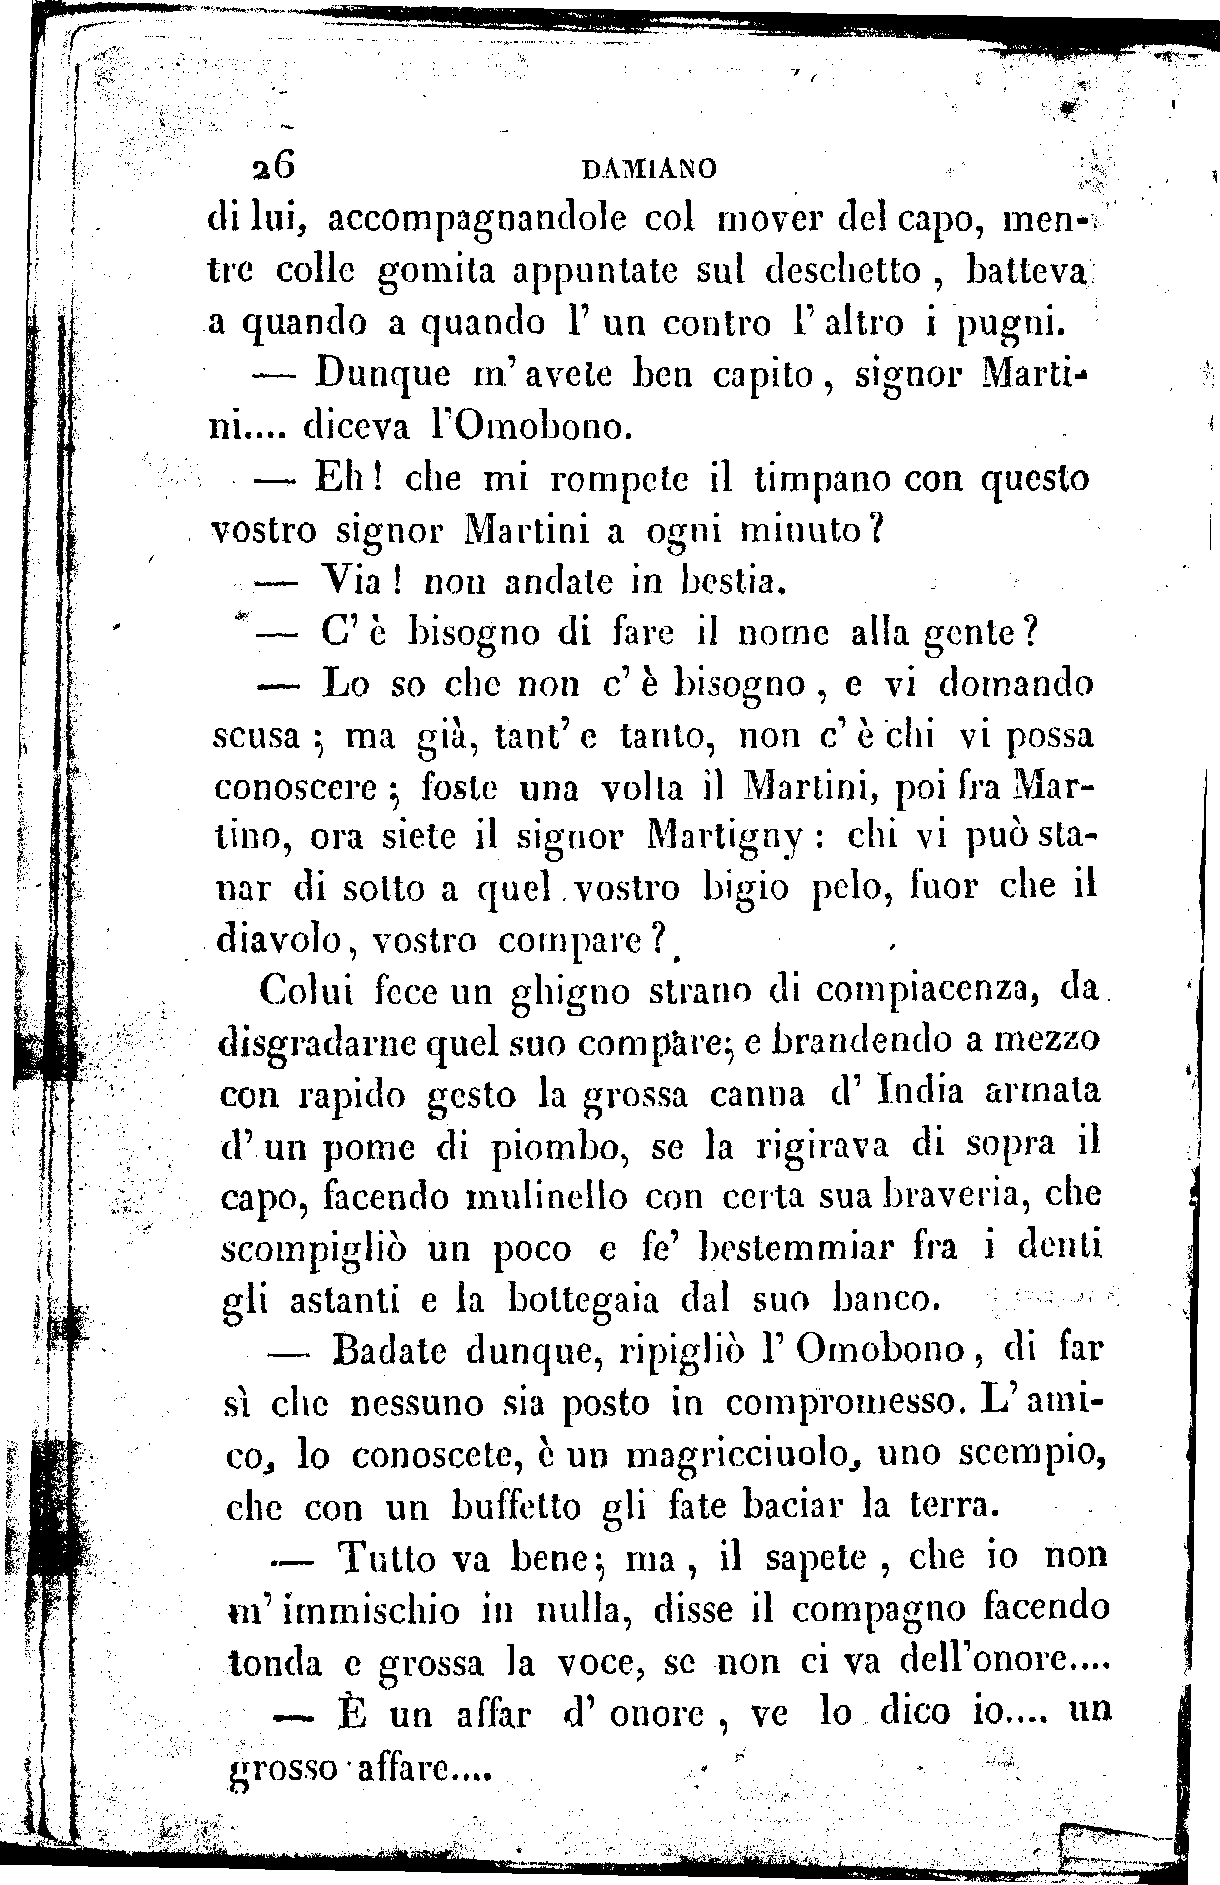 26 DAMIANO
di lui, accompagnandole col mover del capo, men-
tre colle gomita appuntate sul deschetto , batteva
a quando a quando l' un contro l' altro i pugni.
— Dunque m' avete ben capito , signor Marti-
ni.... diceva l'Omobono.
— Eh ! che mi rompete il timpano con questo
vostro signor Martini a ogni minuto ?
— Via ! non andate in bestia.
— C' è bisogno di fare il nome alla gente ?
— Lo so che non c' è bisogno , e vi domando
scusa ; ma già, tant' e tanto, non c' è chi vi possa
conoscere ; foste una volta il Martini, poi fra Mar-
tino, ora siete il signor Martigny : chi vi può sta-
nar di sotto a quel vostro bigio pelo, fuor che il
diavolo, vostro compare ?
Colui fece un ghigno strano di compiacenza, da
disgradarne quel suo compare; e brandendo a mezzo
con rapido gesto la grossa canna d' India armata
d' un pome di piombo, se la rigirava di sopra il
capo, facendo mulinello con certa sua braveria, che
scompigliò un poco e fe' bestemmiar fra i denti
gli astanti e la bottegaia dal suo banco.
— Badate dunque, ripigliò l' Omobono , di far
sì che nessuno sia posto in compromesso. L' ami-
co, lo conoscete, è un magricciuolo, uno scempio,
che con un buffetto gli fate baciar la terra.
— Tutto va bene; ma , il sapete , che io non
m' immischio in nulla, disse il compagno facendo
tonda e grossa la voce, se non ci va dell'onore....
— È un affar d' onore , ve lo dico io.... un
grosso affare....